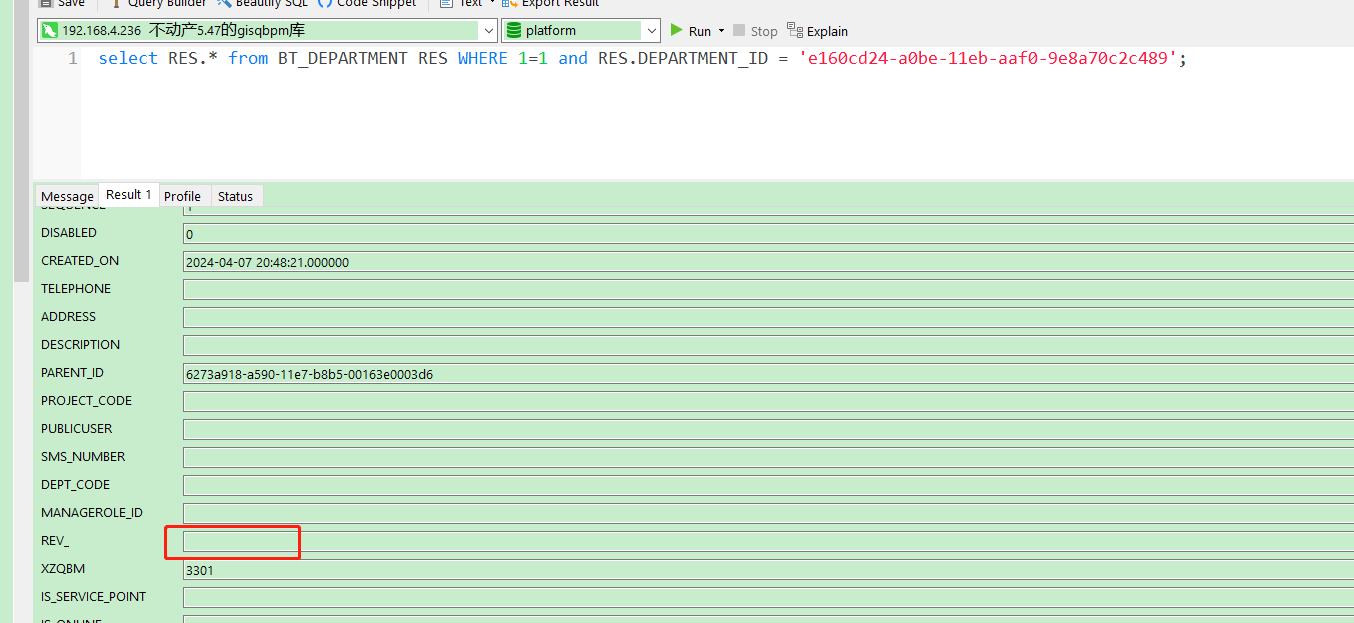 Save Query Builder Beautify SQL Code Snippet Text Export Result
192.168.4.236 不动产5.47的gisqbpm库 platform Run Stop Explain
1 select RES.* from BT_DEPARTMENT RES WHERE 1=1 and RES.DEPARTMENT_ID = 'e160cd24-a0be-11eb-aaf0-9e8a70c2c489';
Message Result 1 Profile Status
SEQUENCE 1
DISABLED 0
CREATED_ON 2024-04-07 20:48:21.000000
TELEPHONE
ADDRESS
DESCRIPTION
PARENT_ID 6273a918-a590-11e7-b8b5-00163e0003d6
PROJECT_CODE
PUBLICUSER
SMS_NUMBER
DEPT_CODE
MANAGEROLE_ID
REV_
XZQBM 3301
IS_SERVICE_POINT
IS_ONLINE